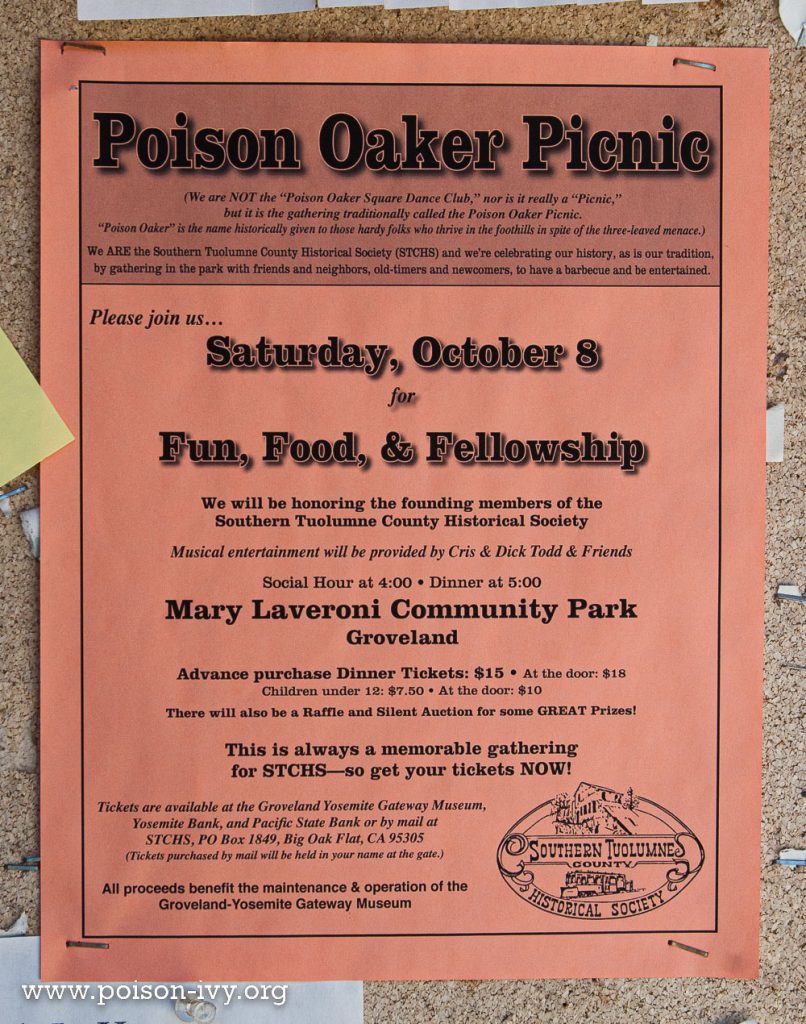 Poison Oaker Picnic
(We are NOT the “Poison Oaker Square Dance Club,” nor is it really a “Picnic,”
but it is the gathering traditionally called the Poison Oaker Picnic.
“Poison Oaker” is the name historically given to those hardy folks who thrive in the foothills in spite of the three-leaved menace.)
We ARE the Southern Tuolumne County Historical Society (STCHS) and we’re celebrating our history, as is our tradition,
by gathering in the park with friends and neighbors, old-timers and newcomers, to have a barbecue and be entertained.
Please join us…
Saturday, October 8
for
Fun, Food, & Fellowship
We will be honoring the founding members of the
Southern Tuolumne County Historical Society
Musical entertainment will be provided by Cris & Dick Todd & Friends
Social Hour at 4:00 • Dinner at 5:00
Mary Laveroni Community Park
Groveland
Advance purchase Dinner Tickets: $15 • At the door: $18
Children under 12: $7.50 • At the door: $10
There will also be a Raffle and Silent Auction for some GREAT Prizes!
This is always a memorable gathering
for STCHS—so get your tickets NOW!
Tickets are available at the Groveland Yosemite Gateway Museum,
Yosemite Bank, and Pacific State Bank or by mail at
STCHS, PO Box 1849, Big Oak Flat, CA 95305
(Tickets purchased by mail will be held in your name at the gate.)
All proceeds benefit the maintenance & operation of the
Groveland-Yosemite Gateway Museum
SOUTHERN TUOLUMNE
COUNTY
HISTORICAL SOCIETY
www.poison-ivy.org